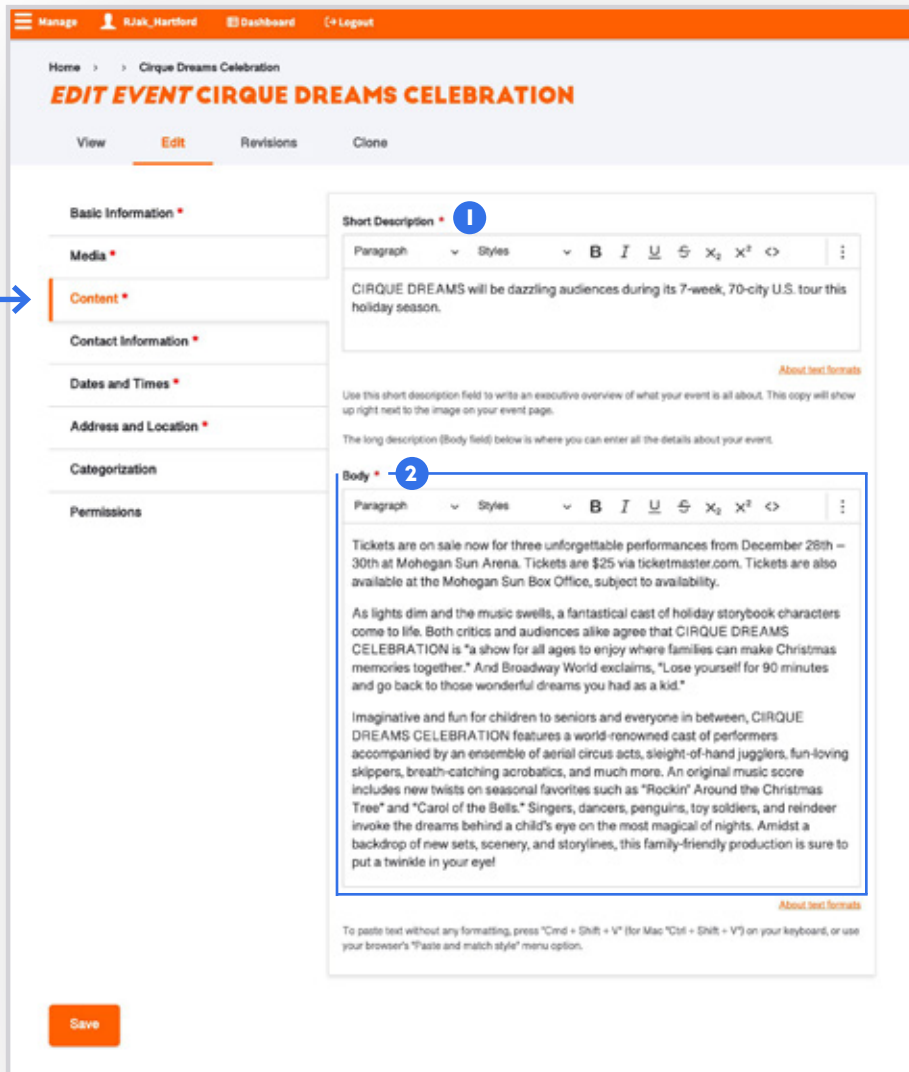 Manage RJak_Hartford Dashboard Logout
Home > > Cirque Dreams Celebration
EDIT EVENT CIRQUE DREAMS CELEBRATION
View Edit Revisions Clone
Basic Information *
Media *
Content *
Contact Information *
Dates and Times *
Address and Location *
Categorization
Permissions
Short Description * 1
Paragraph Styles B I U S X₂ X² <>
CIRQUE DREAMS will be dazzling audiences during its 7-week, 70-city U.S. tour this
holiday season.
About text formats
Use this short description field to write an executive overview of what your event is all about. This copy will show
up right next to the image on your event page.
The long description (Body field) below is where you can enter all the details about your event.
Body * 2
Paragraph Styles B I U S X₂ X² <>
Tickets are on sale now for three unforgettable performances from December 28th –
30th at Mohegan Sun Arena. Tickets are $25 via ticketmaster.com. Tickets are also
available at the Mohegan Sun Box Office, subject to availability.
As lights dim and the music swells, a fantastical cast of holiday storybook characters
come to life. Both critics and audiences alike agree that CIRQUE DREAMS
CELEBRATION is "a show for all ages to enjoy where families can make Christmas
memories together." And Broadway World exclaims, "Lose yourself for 90 minutes
and go back to those wonderful dreams you had as a kid."
Imaginative and fun for children to seniors and everyone in between, CIRQUE
DREAMS CELEBRATION features a world-renowned cast of performers
accompanied by an ensemble of aerial circus acts, sleight-of-hand jugglers, fun-loving
skippers, breath-catching acrobatics, and much more. An original music score
includes new twists on seasonal favorites such as "Rockin' Around the Christmas
Tree" and "Carol of the Bells." Singers, dancers, penguins, toy soldiers, and reindeer
invoke the dreams behind a child's eye on the most magical of nights. Amidst a
backdrop of new sets, scenery, and storylines, this family-friendly production is sure to
put a twinkle in your eye!
About text formats
To paste text without any formatting, press "Cmd + Shift + V" (for Mac "Ctrl + Shift + V") on your keyboard, or use
your browser's "Paste and match style" menu option.
Save